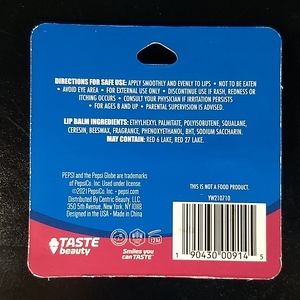 DIRECTIONS FOR SAFE USE: APPLY SMOOTHLY AND EVENLY TO LIPS • NOT TO BE EATEN
• AVOID EYE AREA • FOR EXTERNAL USE ONLY • DISCONTINUE USE IF RASH, REDNESS OR
ITCHING OCCURS • CONSULT YOUR PHYSICIAN IF IRRITATION PERSISTS
• FOR AGES 8 AND UP • PARENTAL SUPERVISION IS ADVISED.
LIP BALM INGREDIENTS: ETHYLHEXYL PALMITATE, POLYISOBUTENE, SQUALANE,
CERESIN, BEESWAX, FRAGRANCE, PHENOXYETHANOL, BHT, SODIUM SACCHARIN.
MAY CONTAIN: RED 6 LAKE, RED 27 LAKE.
PEPSI and the Pepsi Globe are trademarks
of PepsiCo, Inc. Used under license.
©2021 PepsiCo, Inc. • pepsi.com
Distributed By Centric Beauty, LLC.
350 5th Avenue, New York, NY 10118
Designed in the USA • Made in China
THIS IS NOT A FOOD PRODUCT.
YW210710
TASTE
beauty
Smiles you
can TASTE
1 90430 00914 5